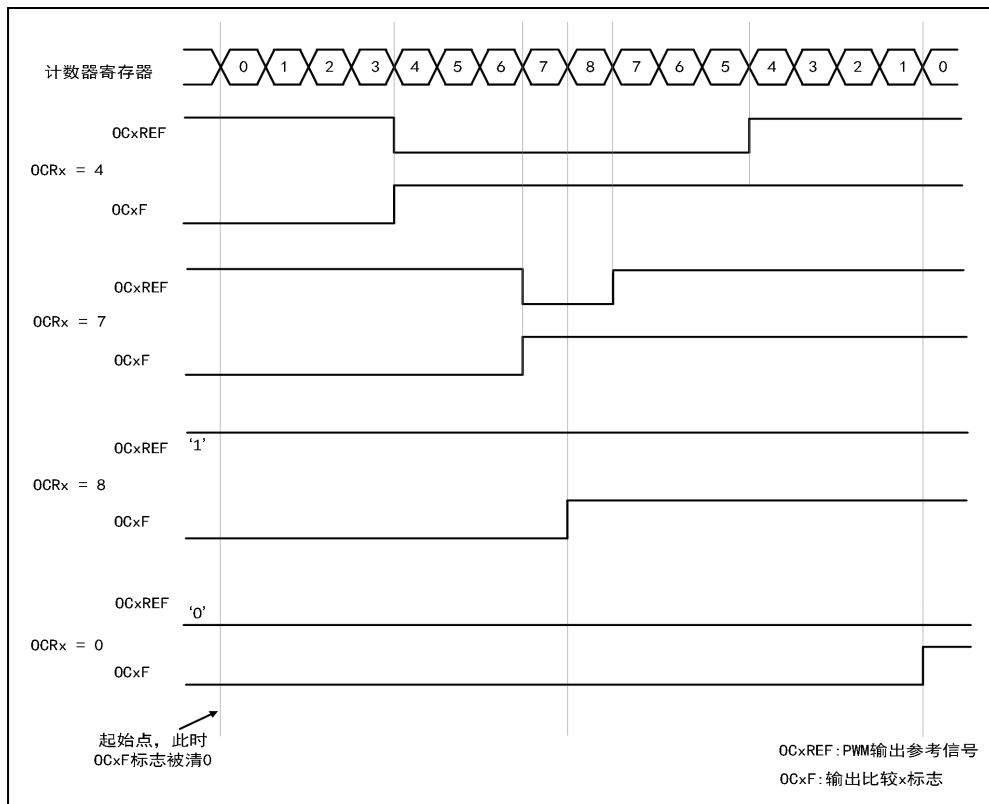 计数器寄存器 0 1 2 3 4 5 6 7 8 7 6 5 4 3 2 1 0
OCxREF
OCRx = 4
OCxF
OCxREF
OCRx = 7
OCxF
OCxREF '1'
OCRx = 8
OCxF
OCxREF '0'
OCRx = 0
OCxF
起始点，此时
OCxF标志被清0
OCxREF:PWM输出参考信号
OCxF:输出比较x标志